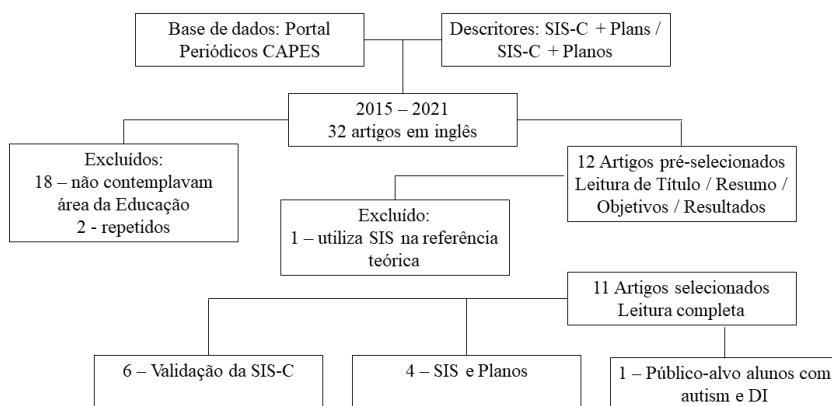 Base de dados: Portal
Periódicos CAPES
Descritores: SIS-C + Plans /
SIS-C + Planos
2015 – 2021
32 artigos em inglês
Excluídos:
18 – não contemplavam
área da Educação
2 - repetidos
12 Artigos pré-selecionados
Leitura de Título / Resumo /
Objetivos / Resultados
Excluído:
1 – utiliza SIS na referência
teórica
11 Artigos selecionados
Leitura completa
6 – Validação da SIS-C
4 – SIS e Planos
1 – Público-alvo alunos com
autism e DI